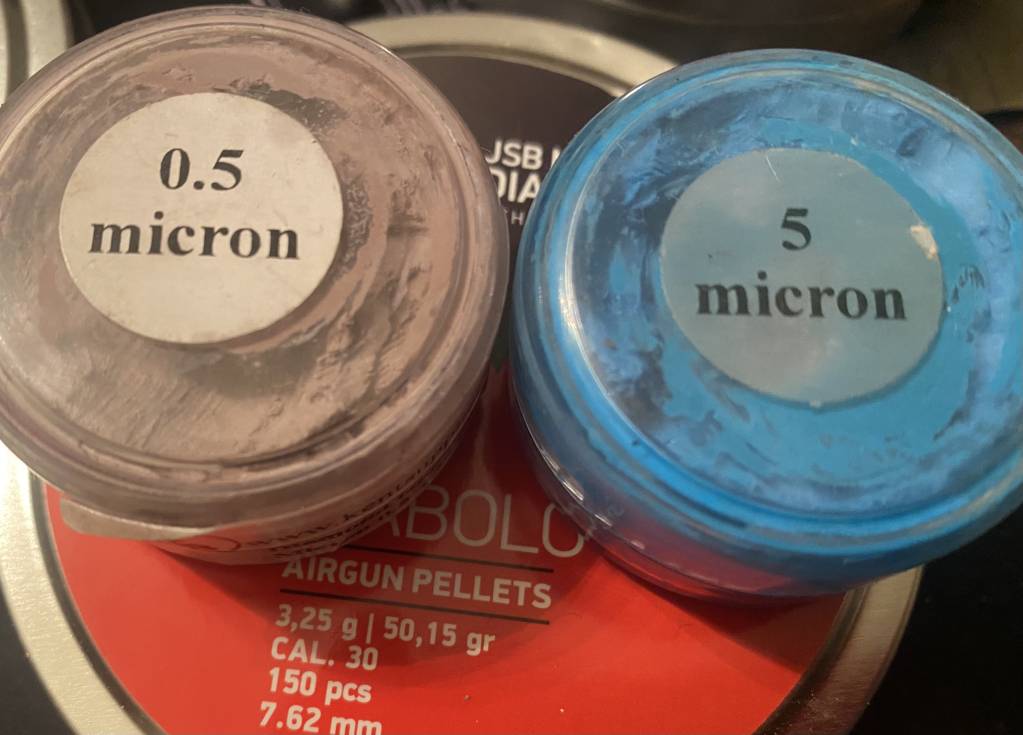 0.5
micron
5
micron
JSB
AIRGUN PELLETS
3,25 g | 50,15 gr
CAL. 30
150 pcs
7.62 mm